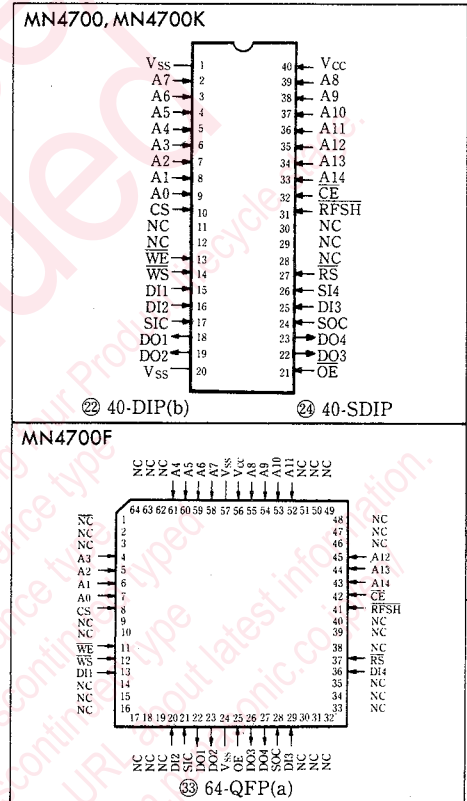 MN4700, MN4700K
VSS 1 40 VCC
A7 2 39 A8
A6 3 38 A9
A5 4 37 A10
A4 5 36 A11
A3 6 35 A12
A2 7 34 A13
A1 8 33 A14
A0 9 32 CE
CS 10 31 RFSH
NC 11 30 NC
NC 12 29 NC
WE 13 28 NC
WS 14 27 RS
DI1 15 26 SI4
DI2 16 25 DI3
SIC 17 24 SOC
DO1 18 23 DO4
DO2 19 22 DO3
VSS 20 21 OE
㉒ 40-DIP(b) ㉔ 40-SDIP
MN4700F
NC NC NC A4 A5 A6 A7 VSS VCC A8 A9 A10 A11 NC NC NC
64 63 62 61 60 59 58 57 56 55 54 53 52 51 50 49
NC 1 48 NC
NC 2 47 NC
NC 3 46 NC
A3 4 45 A12
A2 5 44 A13
A1 6 43 A14
A0 7 42 CE
CS 8 41 RFSH
NC 9 40 NC
NC 10 39 NC
WE 11 38 NC
WS 12 37 RS
DI1 13 36 DI4
NC 14 35 NC
NC 15 34 NC
NC 16 33 NC
17 18 19 20 21 22 23 24 25 26 27 28 29 30 31 32
NC NC NC DI2 SIC DO1 DO2 VSS OE DO3 DO4 SOC DI3 NC NC NC
㉝ 64-QFP(a)